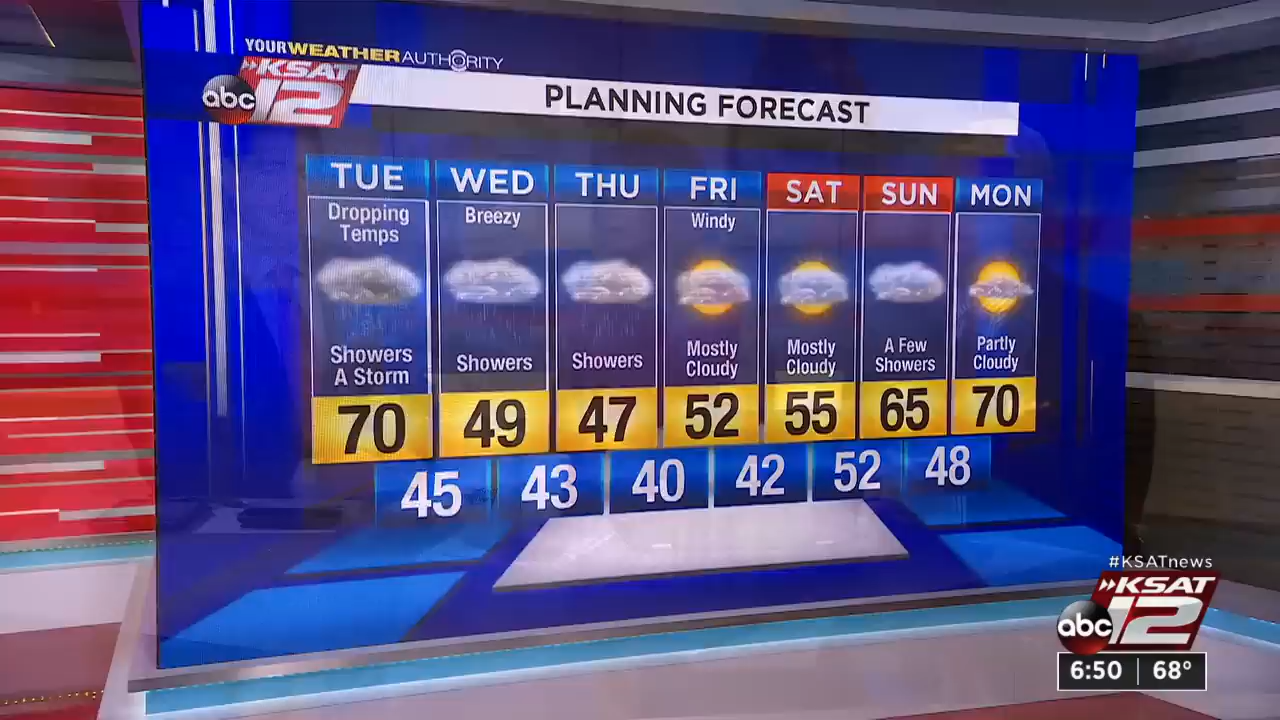 YOUR WEATHER AUTHORITY
abc KSAT 12
PLANNING FORECAST
TUE WED THU FRI SAT SUN MON
Dropping Temps
Breezy
Windy
Showers A Storm
Showers
Showers
Mostly Cloudy
Mostly Cloudy
A Few Showers
Partly Cloudy
70 49 47 52 55 65 70
45 43 40 42 52 48
#KSATnews
abc KSAT 12
6:50 68°